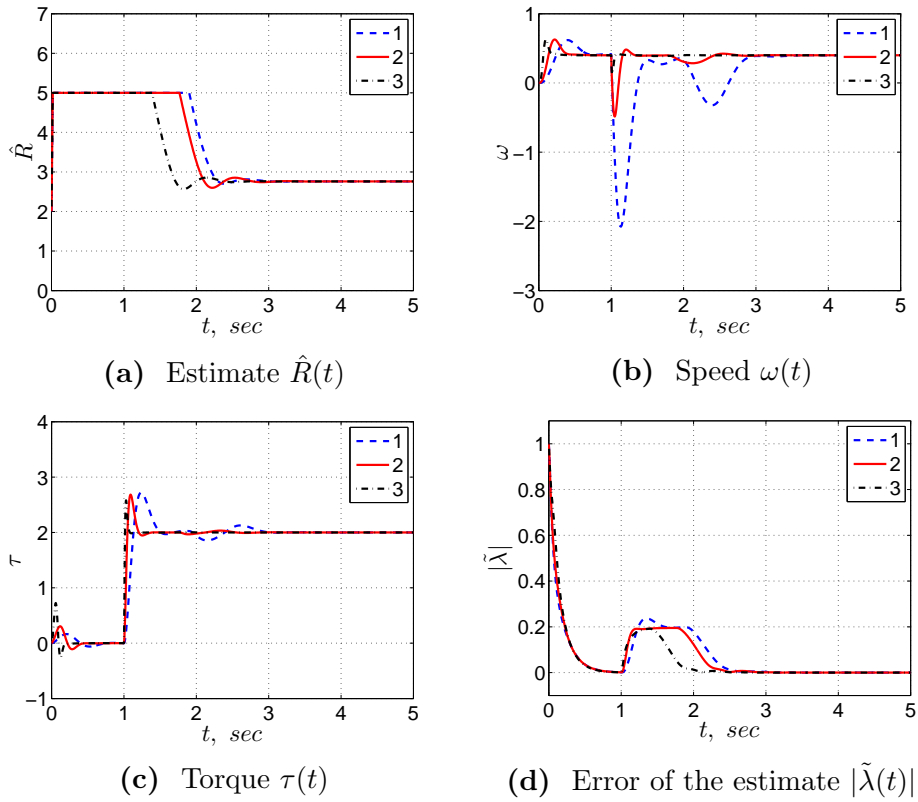 7
6
5
4
3
2
1
0
R̂
0 1 2 3 4 5
t, sec
1
2
3
(a) Estimate R̂(t)
1
0
−1
−2
−3
ω
0 1 2 3 4 5
t, sec
1
2
3
(b) Speed ω(t)
4
3
2
1
0
−1
τ
0 1 2 3 4 5
t, sec
1
2
3
(c) Torque τ(t)
1
0.8
0.6
0.4
0.2
0
|λ̃|
0 1 2 3 4 5
t, sec
1
2
3
(d) Error of the estimate |λ̃(t)|